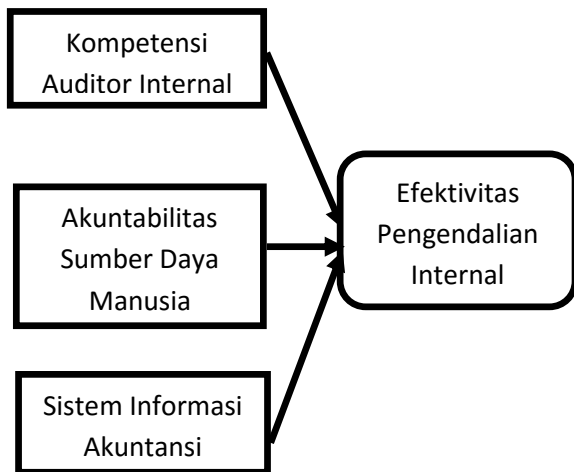 Kompetensi
Auditor Internal
Akuntabilitas
Sumber Daya
Manusia
Efektivitas
Pengendalian
Internal
Sistem Informasi
Akuntansi